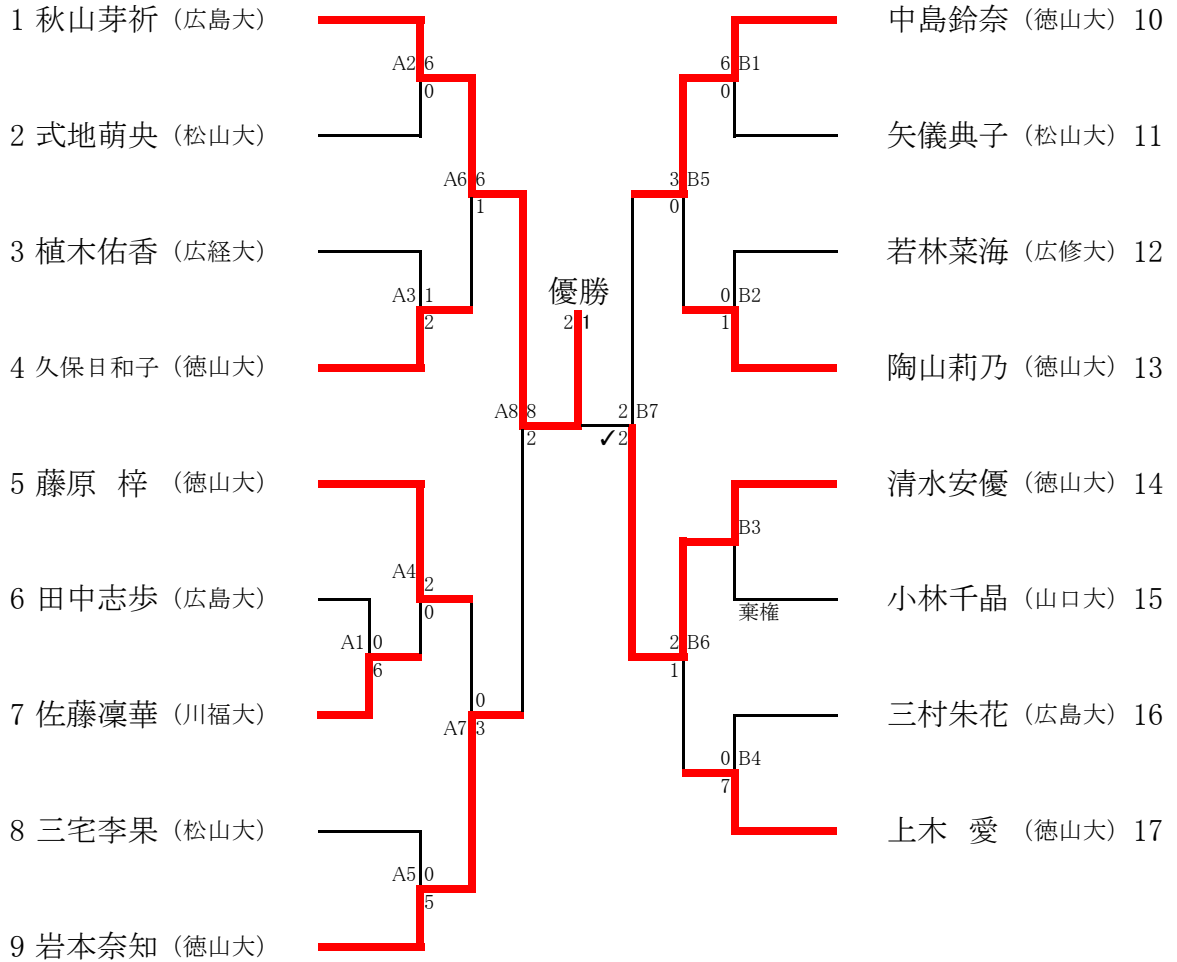 1 秋山芽祈 (広島大)
中島鈴奈 (徳山大) 10
A2 6
0
6 B1
0
2 式地萌央 (松山大)
矢儀典子 (松山大) 11
A6 6
1
3 B5
0
3 植木佑香 (広経大)
若林菜海 (広修大) 12
優勝
2 1
A3 1
2
0 B2
1
4 久保日和子 (徳山大)
陶山莉乃 (徳山大) 13
A8 8
2
2 B7
✓2
5 藤原 梓 (徳山大)
清水安優 (徳山大) 14
B3
A4 2
0
6 田中志歩 (広島大)
小林千晶 (山口大) 15
棄権
A1 0
6
2 B6
1
7 佐藤凜華 (川福大)
三村朱花 (広島大) 16
0
A7 3
0 B4
7
8 三宅李果 (松山大)
上木 愛 (徳山大) 17
A5 0
5
9 岩本奈知 (徳山大)